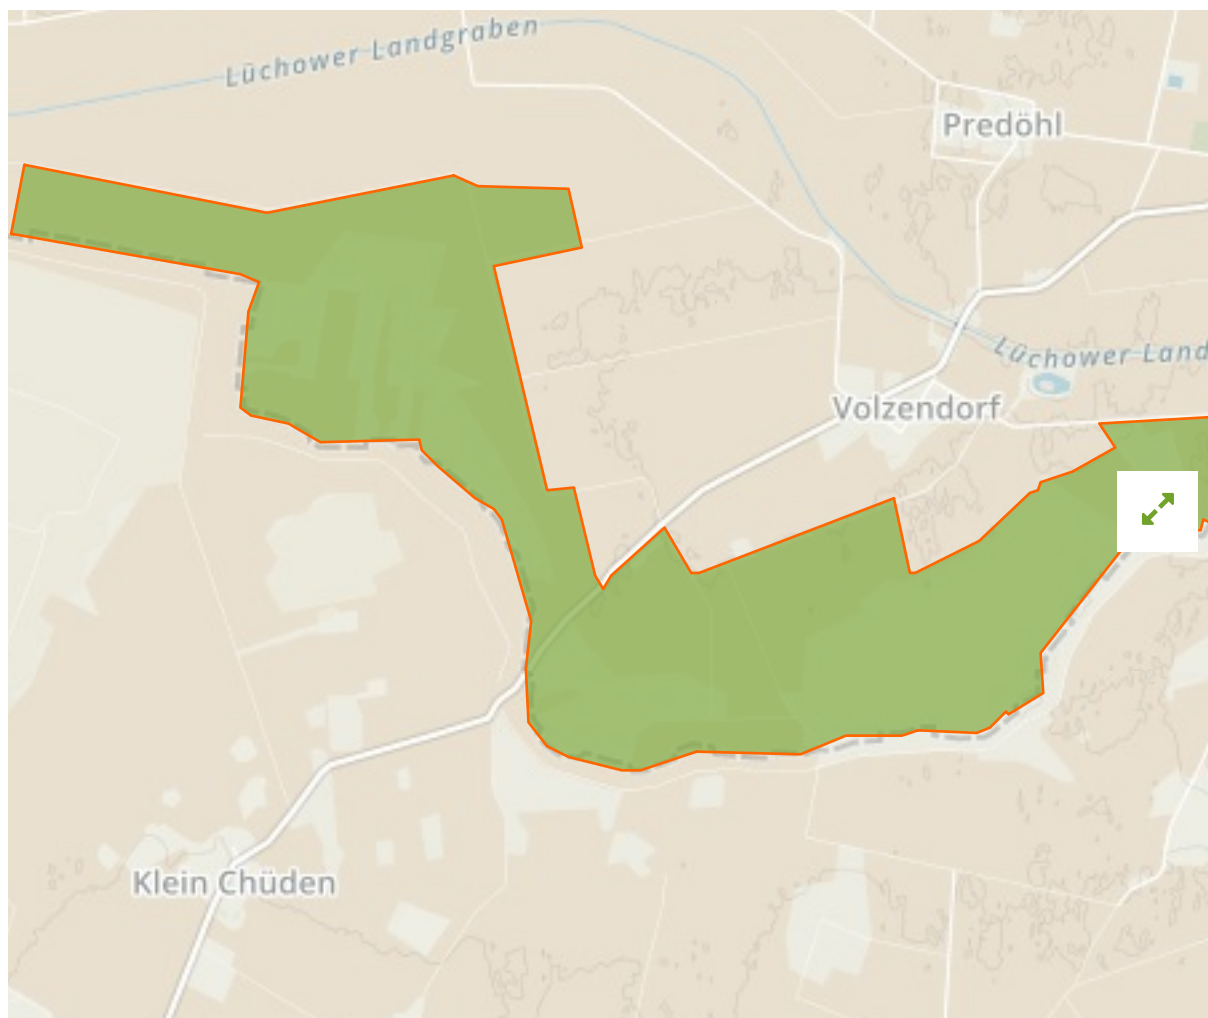 Lüchower Landgraben
Predöhl
Lüchower Land
Volzendorf
Klein Chüden